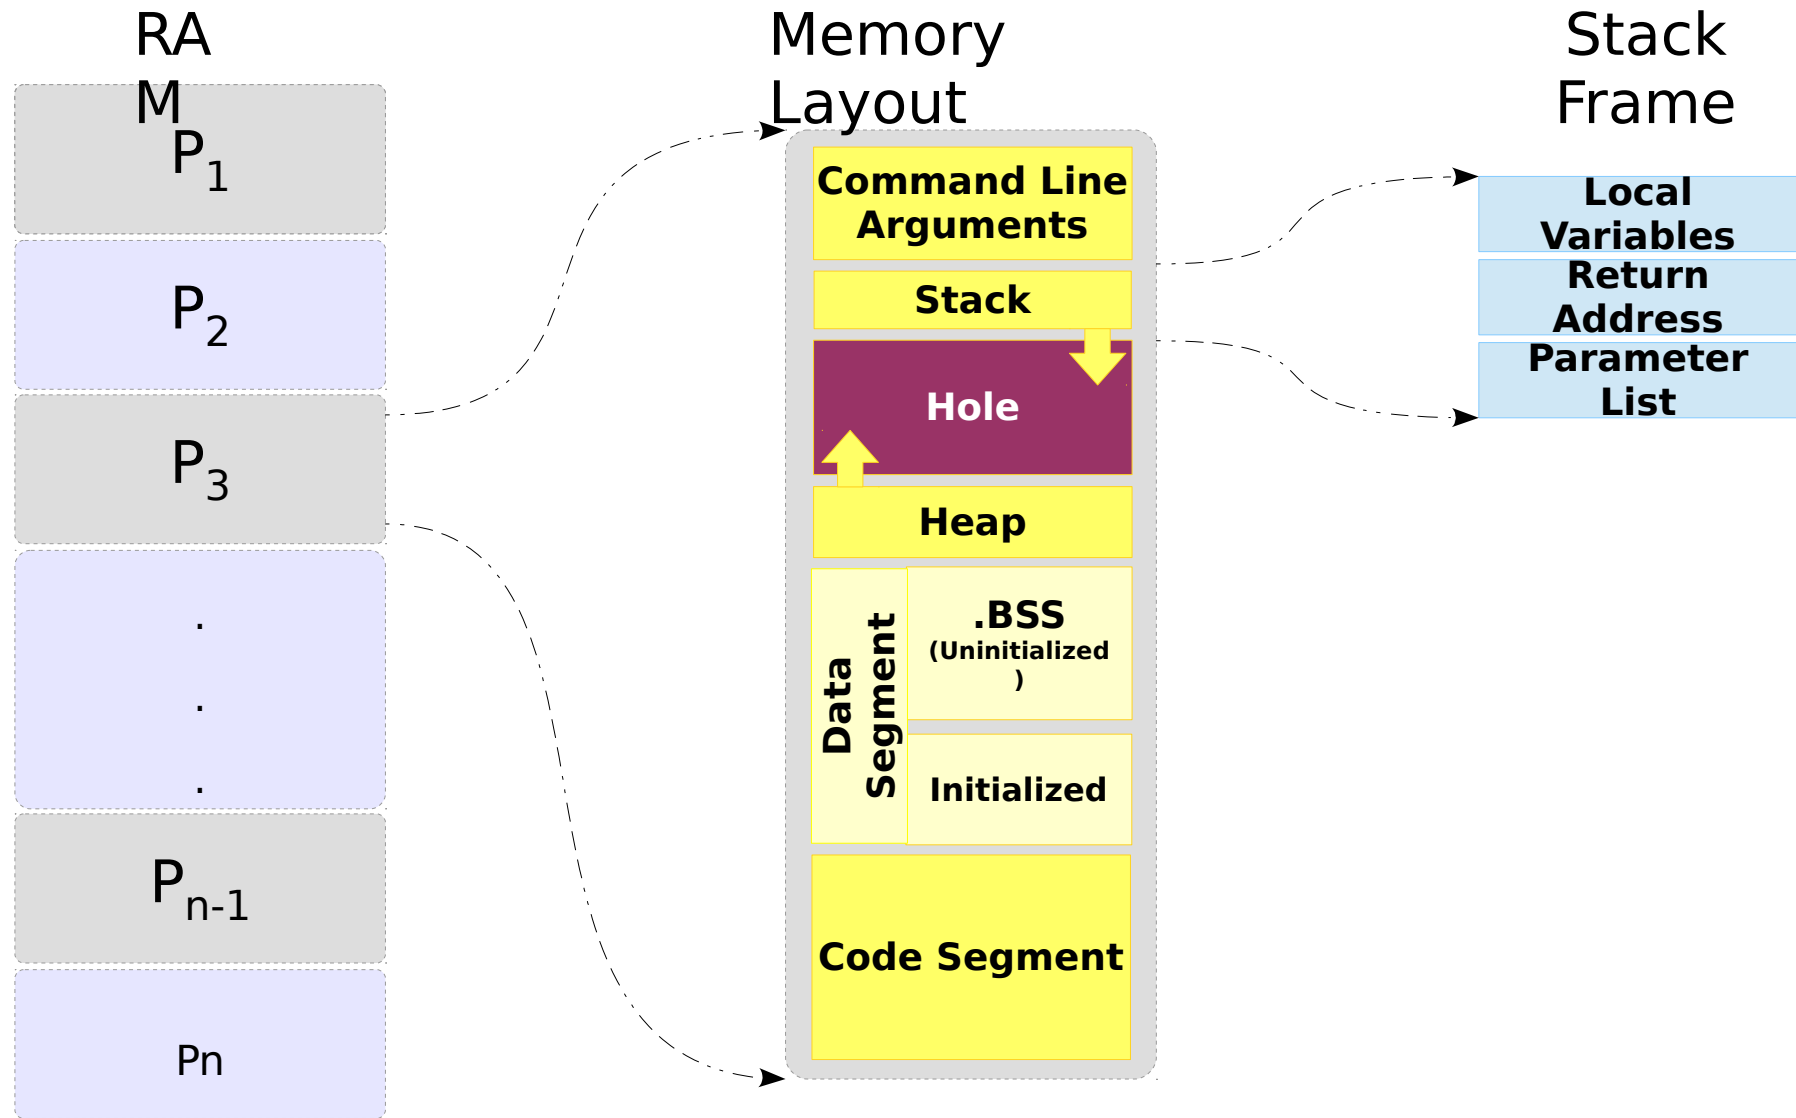 RA
M
P1
P2
P3
.
.
.
Pn-1
Pn
Memory
Layout
Command Line
Arguments
Stack
Hole
Heap
Data
Segment
.BSS
(Uninitialized
)
Initialized
Code Segment
Stack
Frame
Local
Variables
Return
Address
Parameter
List